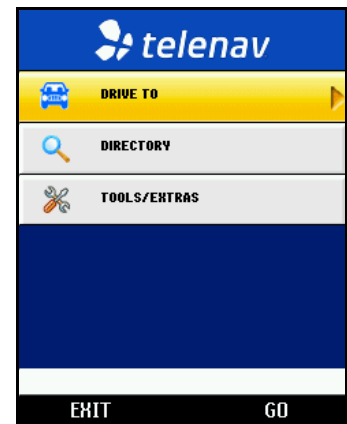 telenav
DRIVE TO
DIRECTORY
TOOLS/EXTRAS
EXIT GO